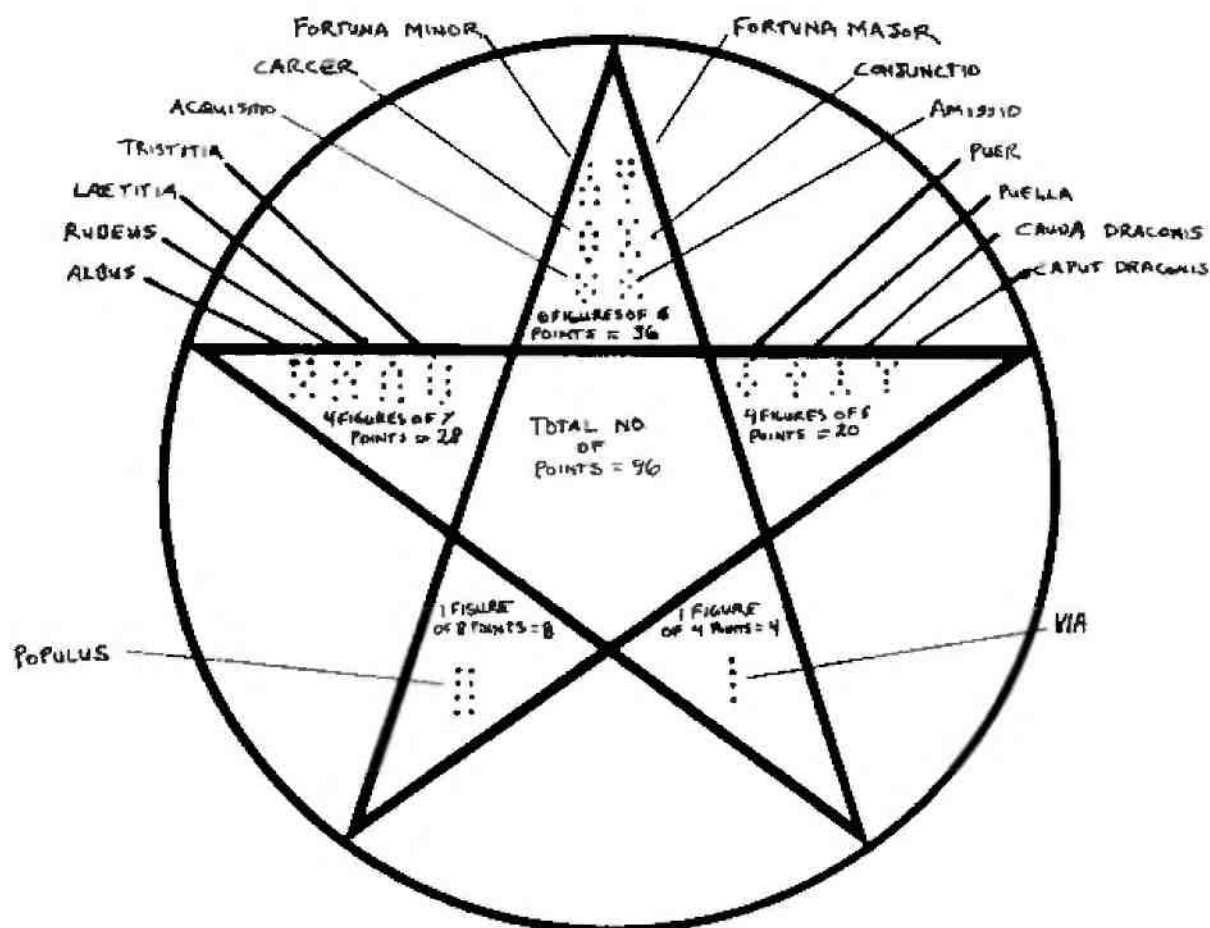 FORTUNA MINOR
FORTUNA MAJOR
CARCER
CONJUNCTIO
ACQUISITIO
AMISSIO
TRISTITIA
PUER
LAETITIA
PUELLA
RUBEUS
CAUDA DRACONIS
ALBUS
CAPUT DRACONIS
6 FIGURES OF 6
POINTS = 36
4 FIGURES OF 7
POINTS = 28
4 FIGURES OF 5
POINTS = 20
TOTAL NO
OF
POINTS = 96
1 FIGURE
OF 8 POINTS = 8
1 FIGURE
OF 4 POINTS = 4
POPULUS
VIA